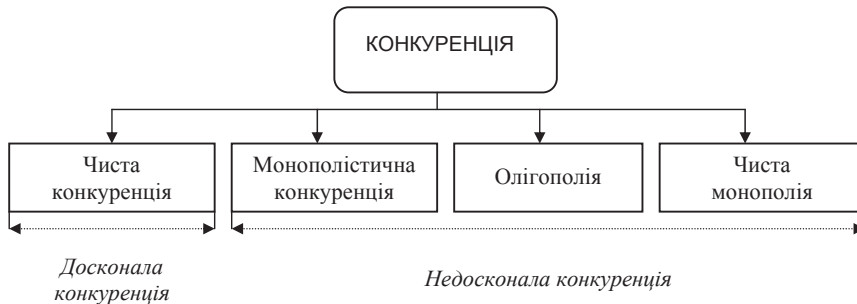 КОНКУРЕНЦІЯ
Чиста
конкуренція
Монополістична
конкуренція
Олігополія
Чиста
монополія
Досконала
конкуренція
Недосконала конкуренція